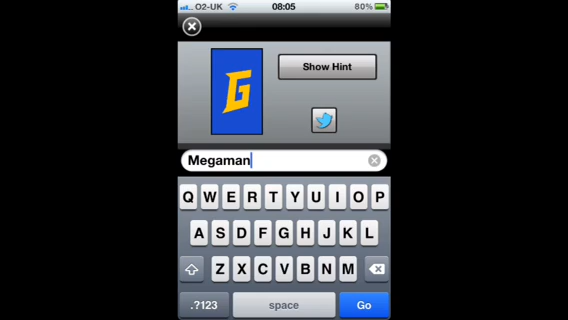 O2-UK 08:05 80%
Show Hint
G
Megaman
Q W E R T Y U I O P
A S D F G H J K L
Z X C V B N M
.?123 space Go